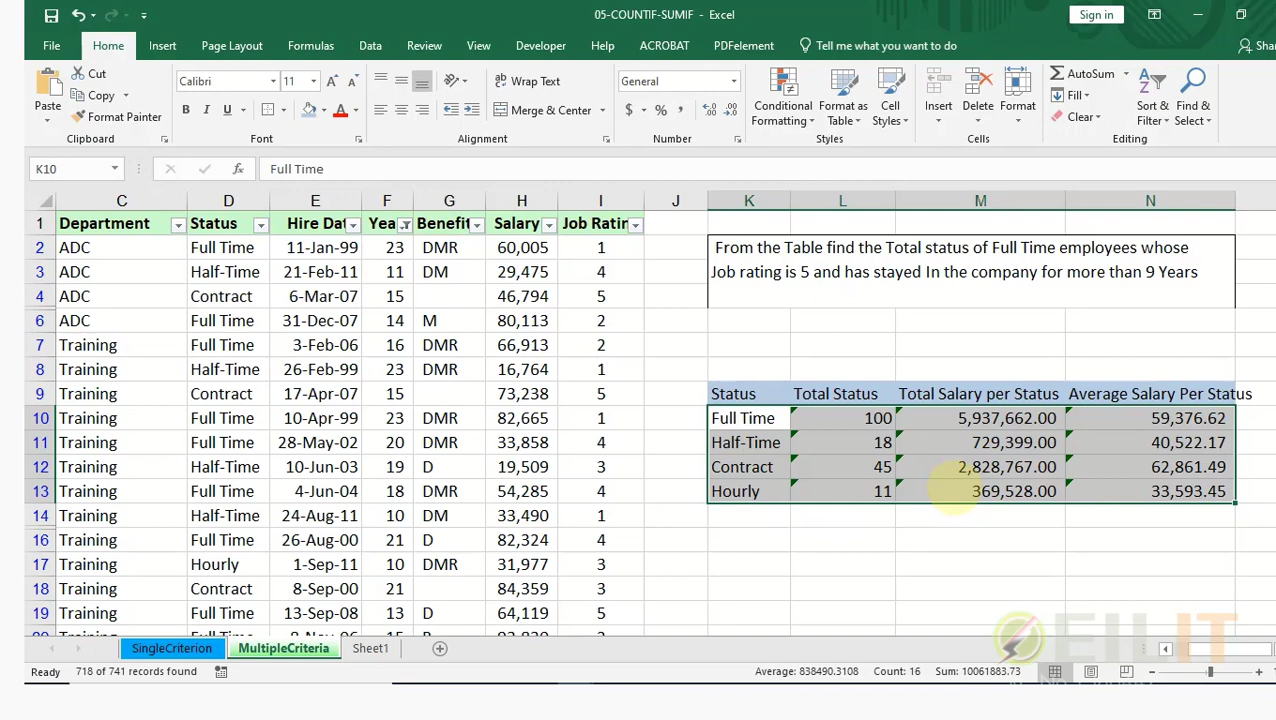 05-COUNTIF-SUMIF - Excel
Sign in
File Home Insert Page Layout Formulas Data Review View Developer Help ACROBAT PDFelement Tell me what you want to do
Cut
Copy
Format Painter
Paste
Clipboard
Calibri 11
B I U
Font
Wrap Text
Merge & Center
Alignment
General
$ % ,
Number
Conditional Formatting
Format as Table
Cell Styles
Styles
Insert Delete Format
Cells
AutoSum
Fill
Clear
Sort & Filter
Find & Select
Editing
K10 fx Full Time
C D E F G H I J K L M N
1 Department Status Hire Dat Yea Benefit Salary Job Ratin
2 ADC Full Time 11-Jan-99 23 DMR 60,005 1 From the Table find the Total status of Full Time employees whose
3 ADC Half-Time 21-Feb-11 11 DM 29,475 4 Job rating is 5 and has stayed In the company for more than 9 Years
4 ADC Contract 6-Mar-07 15 46,794 5
6 ADC Full Time 31-Dec-07 14 M 80,113 2
7 Training Full Time 3-Feb-06 16 DMR 66,913 2
8 Training Half-Time 26-Feb-99 23 DMR 16,764 1
9 Training Contract 17-Apr-07 15 73,238 5 Status Total Status Total Salary per Status Average Salary Per Status
10 Training Full Time 10-Apr-99 23 DMR 82,665 1 Full Time 100 5,937,662.00 59,376.62
11 Training Full Time 28-May-02 20 DMR 33,858 4 Half-Time 18 729,399.00 40,522.17
12 Training Half-Time 10-Jun-03 19 D 19,509 3 Contract 45 2,828,767.00 62,861.49
13 Training Full Time 4-Jun-04 18 DMR 54,285 4 Hourly 11 369,528.00 33,593.45
14 Training Half-Time 24-Aug-11 10 DM 33,490 1
16 Training Full Time 26-Aug-00 21 D 82,324 4
17 Training Hourly 1-Sep-11 10 DMR 31,977 3
18 Training Contract 8-Sep-00 21 84,359 3
19 Training Full Time 13-Sep-08 13 D 64,119 5
EILIT
SingleCriterion MultipleCriteria Sheet1
Ready 718 of 741 records found Average: 838490.3108 Count: 16 Sum: 10061883.73